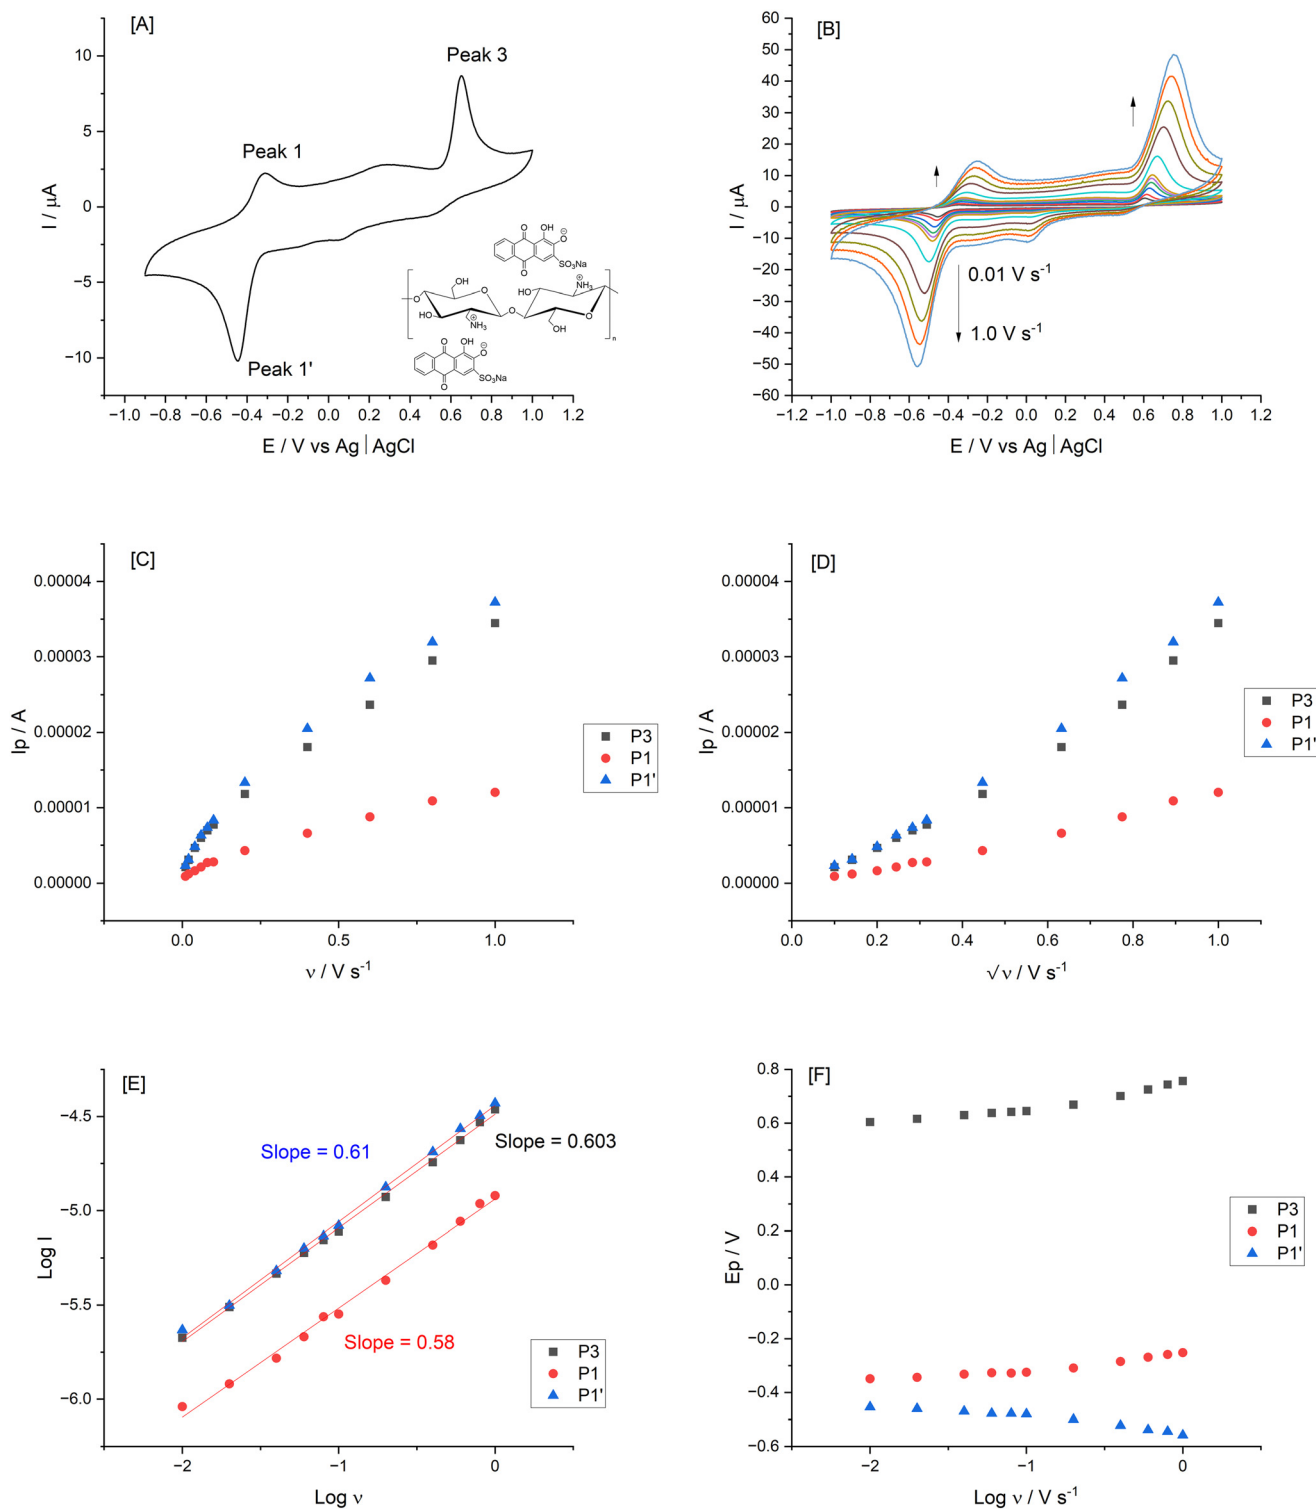 [A]
Peak 3
Peak 1
Peak 1'
I / μA
10
5
0
−5
−10
−1.0 −0.8 −0.6 −0.4 −0.2 0.0 0.2 0.4 0.6 0.8 1.0 1.2
E / V vs Ag | AgCl
O OH O ⊖
O SO₃Na
OH O HO ⊕ NH₃
O HO ⊕ NH₃ O O OH n
O OH O ⊖
O SO₃Na
[B]
I / μA
60
50
40
30
20
10
0
−10
−20
−30
−40
−50
−60
0.01 V s⁻¹
1.0 V s⁻¹
−1.2 −1.0 −0.8 −0.6 −0.4 −0.2 0.0 0.2 0.4 0.6 0.8 1.0 1.2
E / V vs Ag | AgCl
[C]
Ip / A
0.00004
0.00003
0.00002
0.00001
0.00000
0.0 0.5 1.0
ν / V s⁻¹
P3
P1
P1'
[D]
Ip / A
0.00004
0.00003
0.00002
0.00001
0.00000
0.0 0.2 0.4 0.6 0.8 1.0
√ν / V s⁻¹
P3
P1
P1'
[E]
Log I
−4.5
−5.0
−5.5
−6.0
Slope = 0.61
Slope = 0.603
Slope = 0.58
−2 −1 0
Log ν
P3
P1
P1'
[F]
Ep / V
0.8
0.6
0.4
0.2
0.0
−0.2
−0.4
−0.6
−2 −1 0
Log ν / V s⁻¹
P3
P1
P1'